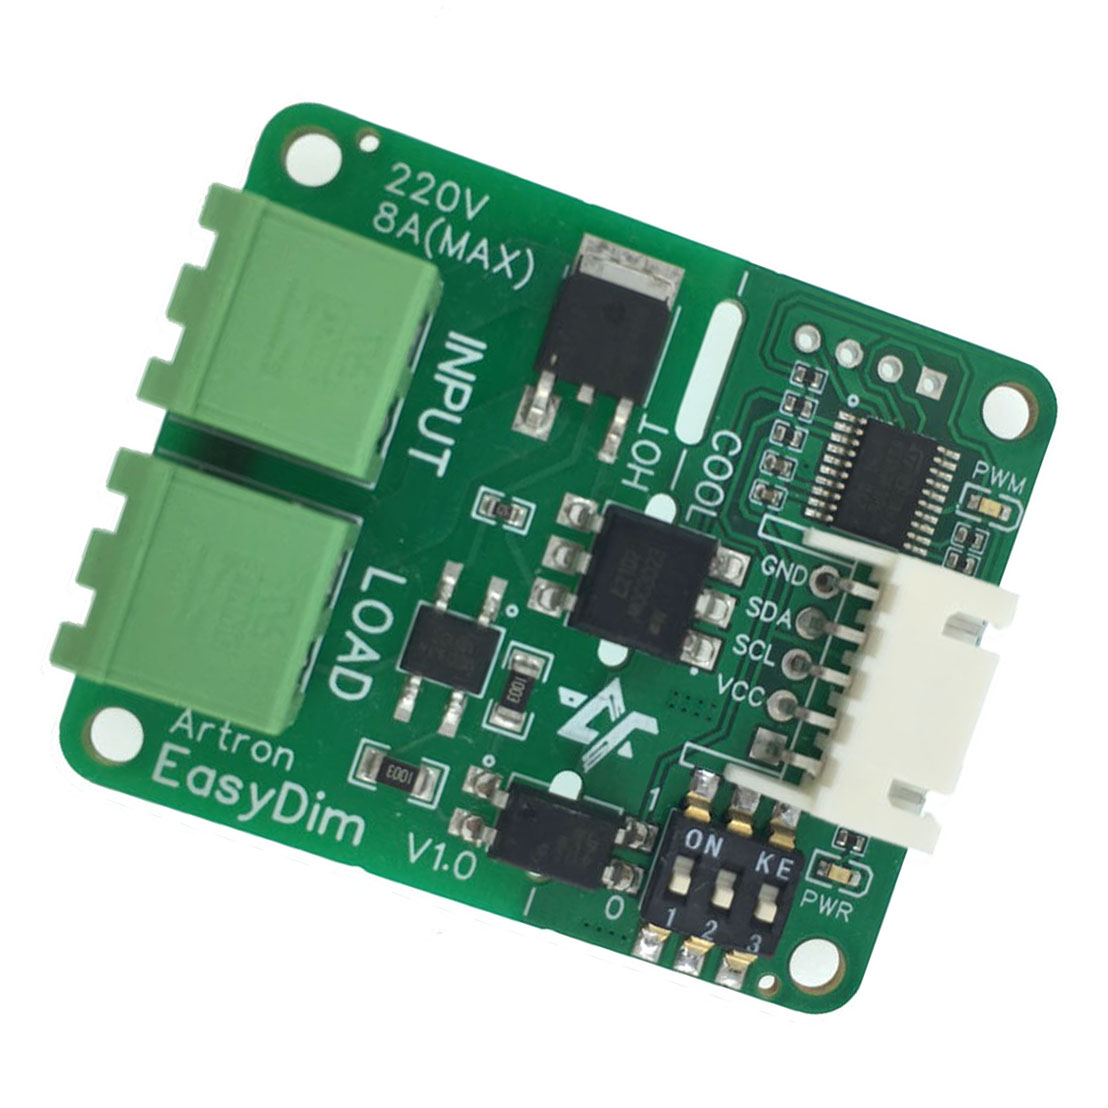 220V
8A(MAX)
INPUT
HOT
COOL
PWM
GND
SDA
SCL
VCC
LOAD
1003
1003
MOC3023
Artron
EasyDim
V1.0
1
0
ON KE
1 2 3
PWR